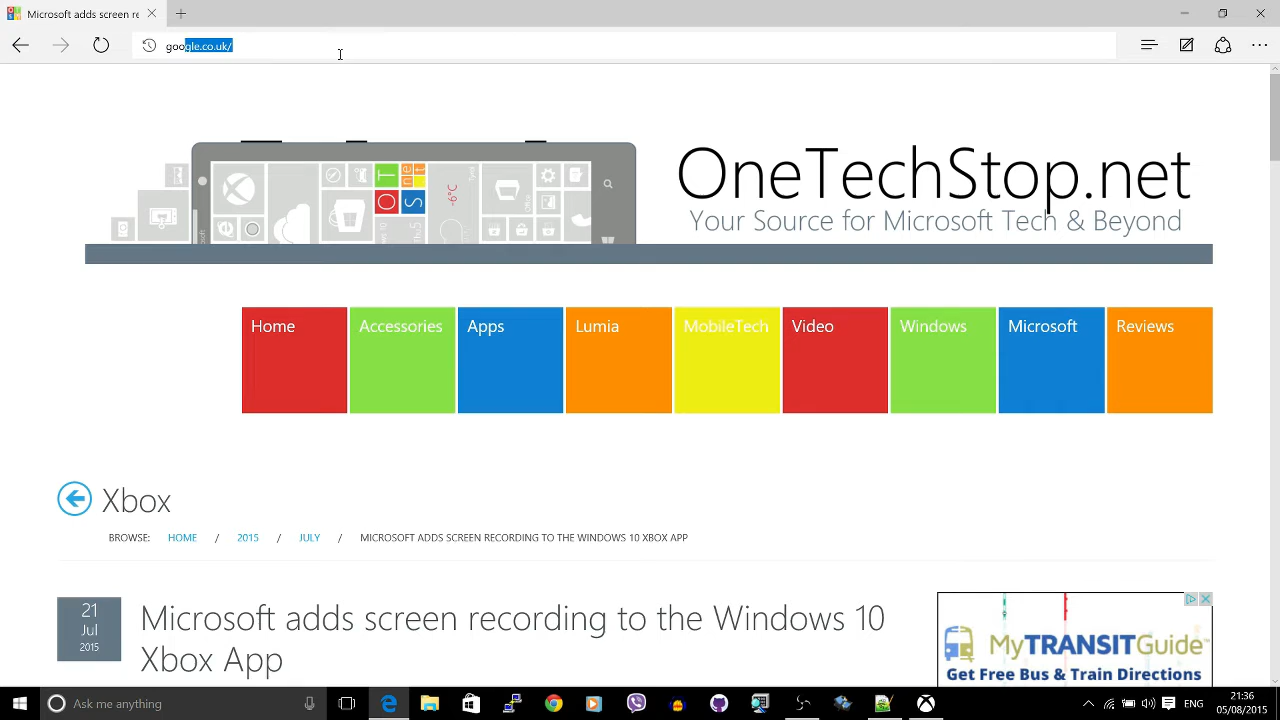 Microsoft adds screen re
google.co.uk/
OneTechStop.net
Your Source for Microsoft Tech & Beyond
-6°C
Home
Accessories
Apps
Lumia
MobileTech
Video
Windows
Microsoft
Reviews
Xbox
BROWSE: HOME / 2015 / JULY / MICROSOFT ADDS SCREEN RECORDING TO THE WINDOWS 10 XBOX APP
21
Jul
2015
Microsoft adds screen recording to the Windows 10
Xbox App
MyTRANSITGuide
Get Free Bus & Train Directions
Ask me anything
ENG
21:36
05/08/2015